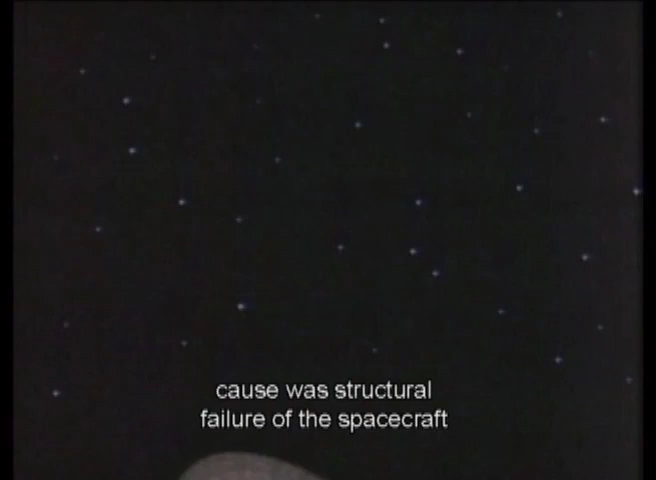 cause was structural
failure of the spacecraft